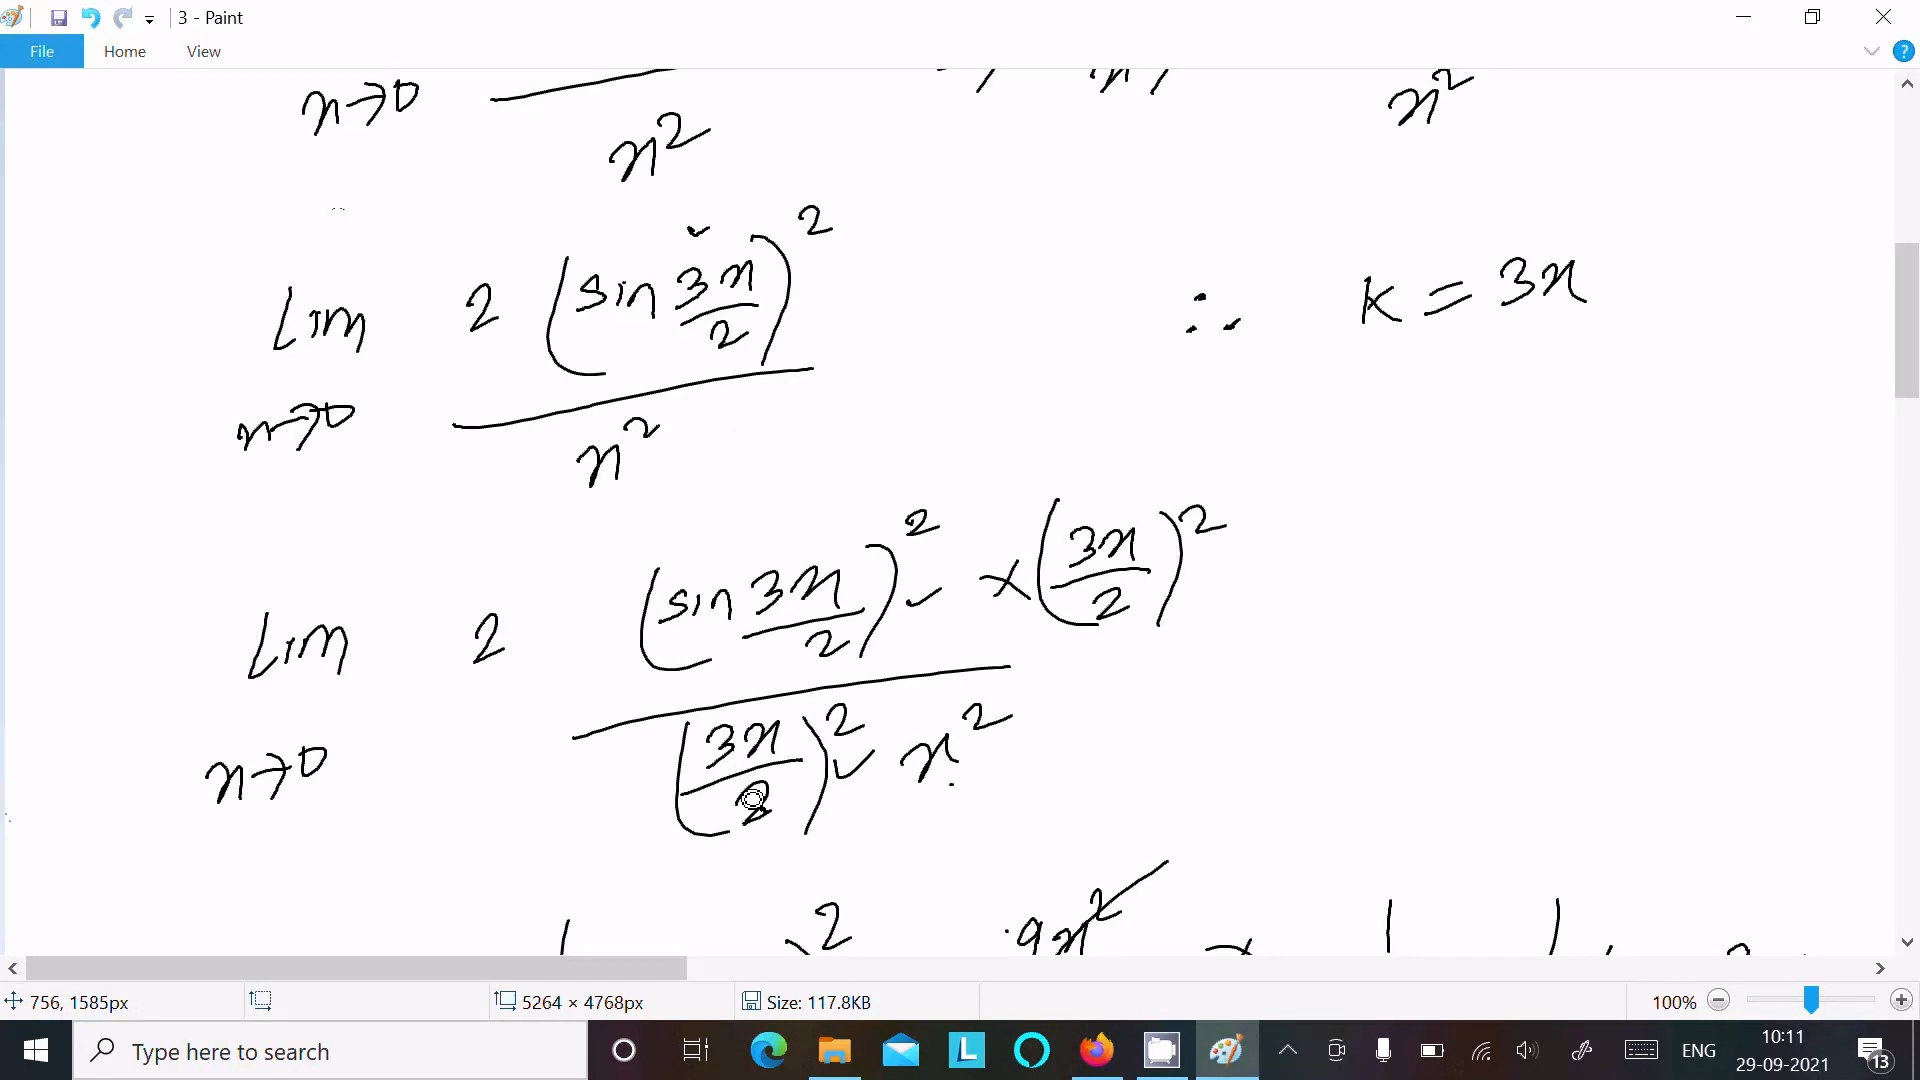 3 - Paint
File Home View
x→0 x² x²
Lim 2 (sin 3x/2)² ∴ k = 3x
x→0 x²
Lim 2 (sin 3x/2)² × (3x/2)²
x→0 (3x/2)² x²
2 9x²
756, 1585px 5264 × 4768px Size: 117.8KB 100%
Type here to search L ENG 10:11
29-09-2021 13